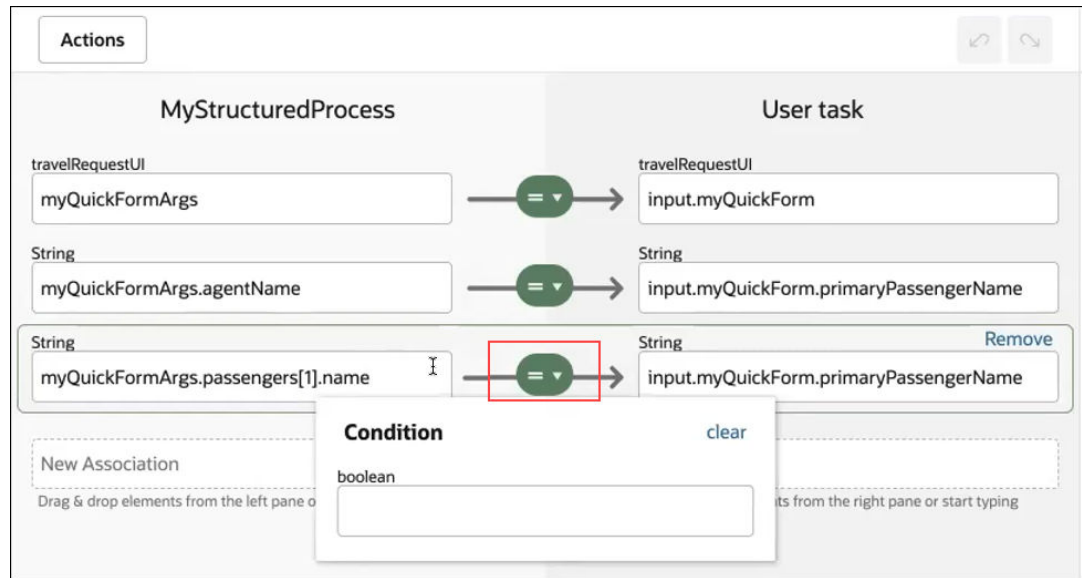 Actions
MyStructuredProcess
User task
travelRequestUI
travelRequestUI
myQuickFormArgs
= ▼
input.myQuickForm
String
String
myQuickFormArgs.agentName
= ▼
input.myQuickForm.primaryPassengerName
String
String
Remove
myQuickFormArgs.passengers[1].name
= ▼
input.myQuickForm.primaryPassengerName
Condition
clear
New Association
boolean
Drag & drop elements from the left pane o
ts from the right pane or start typing